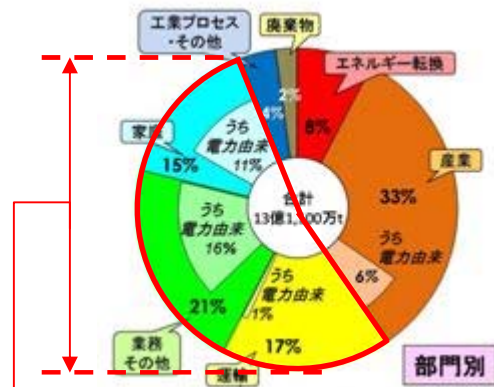 工業プロセス
・その他
廃棄物
エネルギー転換
4%
2%
8%
家庭
うち
電力由来
11%
15%
産業
合計
33%
うち
電力由来
16%
うち
電力由来
6%
うち
電力由来
1%
21%
業務
その他
17%
運輸
部門別